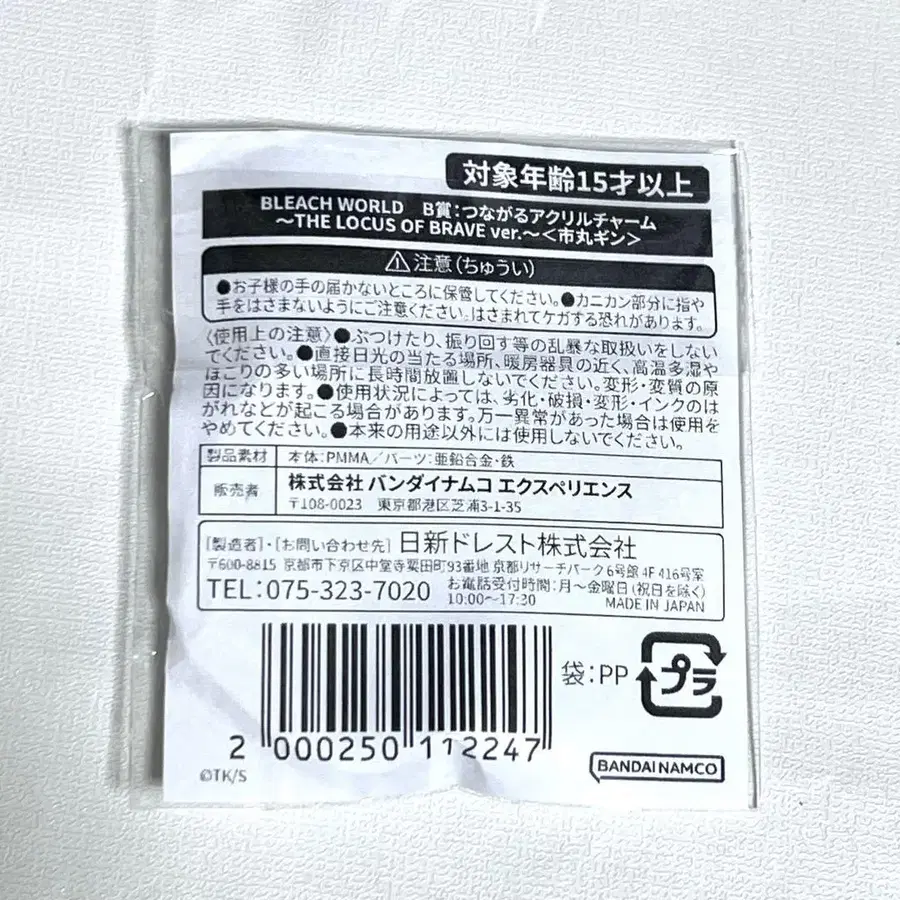 対象年齢15才以上
BLEACH WORLD　B賞：つながるアクリルチャーム
～THE LOCUS OF BRAVE ver.～＜市丸ギン＞
⚠注意（ちゅうい）
●お子様の手の届かないところに保管してください。●カニカン部分に指や
手をはさまないようにご注意ください。はさまれてケガする恐れがあります。
〈使用上の注意〉●ぶつけたり、振り回す等の乱暴な取扱いをしない
でください。●直接日光の当たる場所、暖房器具の近く、高温多湿や
ほこりの多い場所に長時間放置しないでください。変形・変質の原
因になります。●使用状況によっては、劣化・破損・変形・インクのは
がれなどが起こる場合があります。万一異常があった場合は使用を
やめてください。●本来の用途以外には使用しないでください。
製品素材　本体：PMMA／パーツ：亜鉛合金・鉄
販売者　株式会社 バンダイナムコ エクスペリエンス
〒108-0023　東京都港区芝浦3-1-35
［製造者］・［お問い合わせ先］日新ドレスト株式会社
〒600-8815 京都市下京区中堂寺粟田町93番地 京都リサーチパーク6号館 4F 416号室
TEL：075-323-7020 お電話受付時間：月～金曜日（祝日を除く）
10:00～17:30 MADE IN JAPAN
袋：PP プラ
2 000250 112247
©TK/S
BANDAI NAMCO